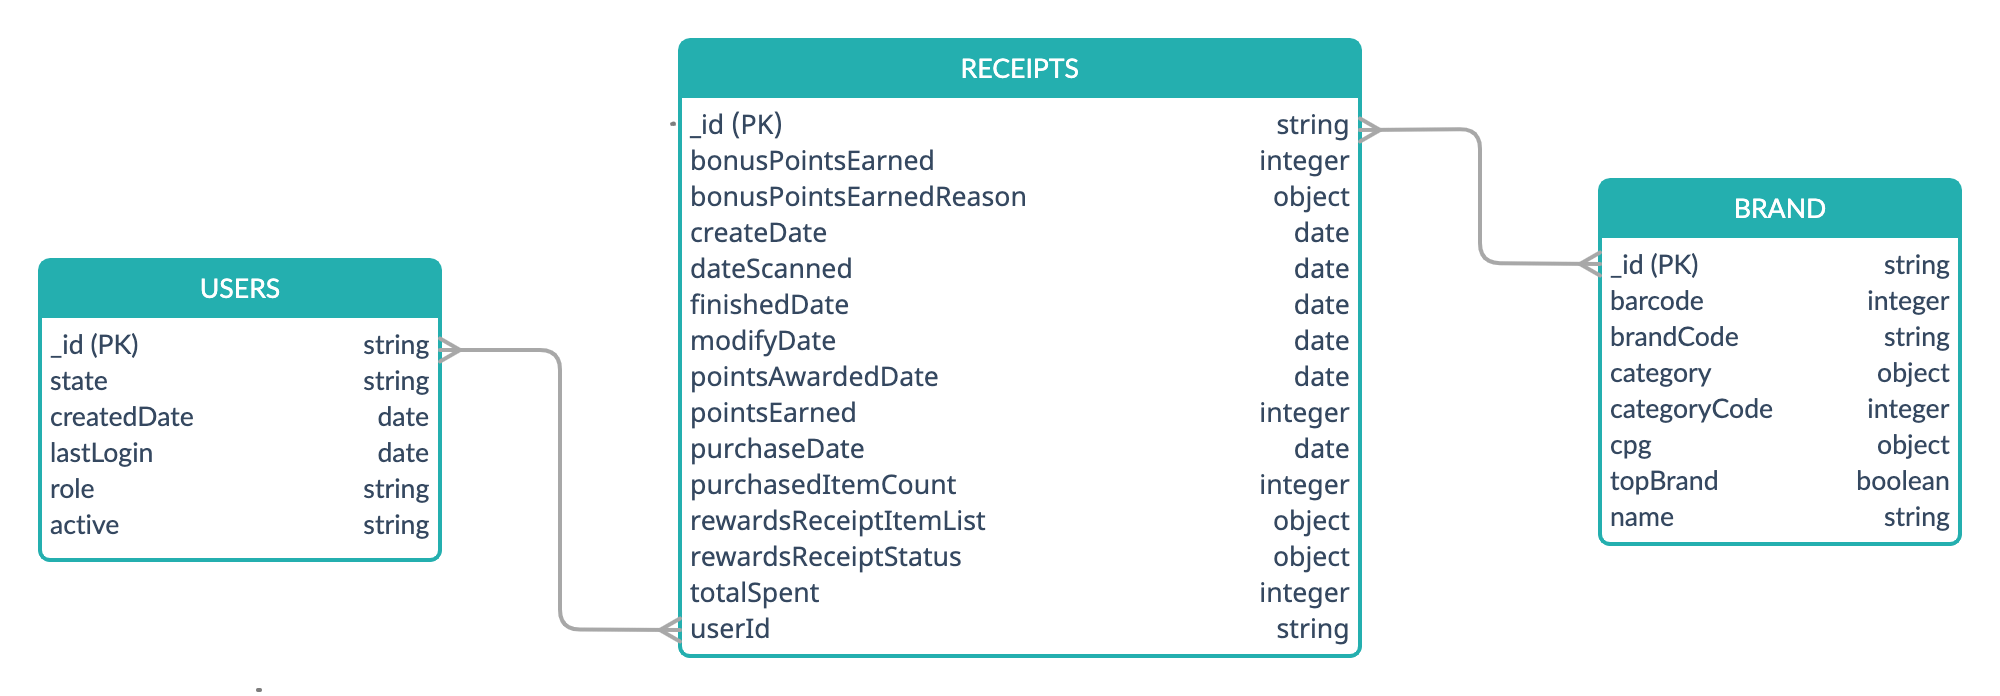 USERS
_id (PK) string
state string
createdDate date
lastLogin date
role string
active string
RECEIPTS
_id (PK) string
bonusPointsEarned integer
bonusPointsEarnedReason object
createDate date
dateScanned date
finishedDate date
modifyDate date
pointsAwardedDate date
pointsEarned integer
purchaseDate date
purchasedItemCount integer
rewardsReceiptItemList object
rewardsReceiptStatus object
totalSpent integer
userId string
BRAND
_id (PK) string
barcode integer
brandCode string
category object
categoryCode integer
cpg object
topBrand boolean
name string